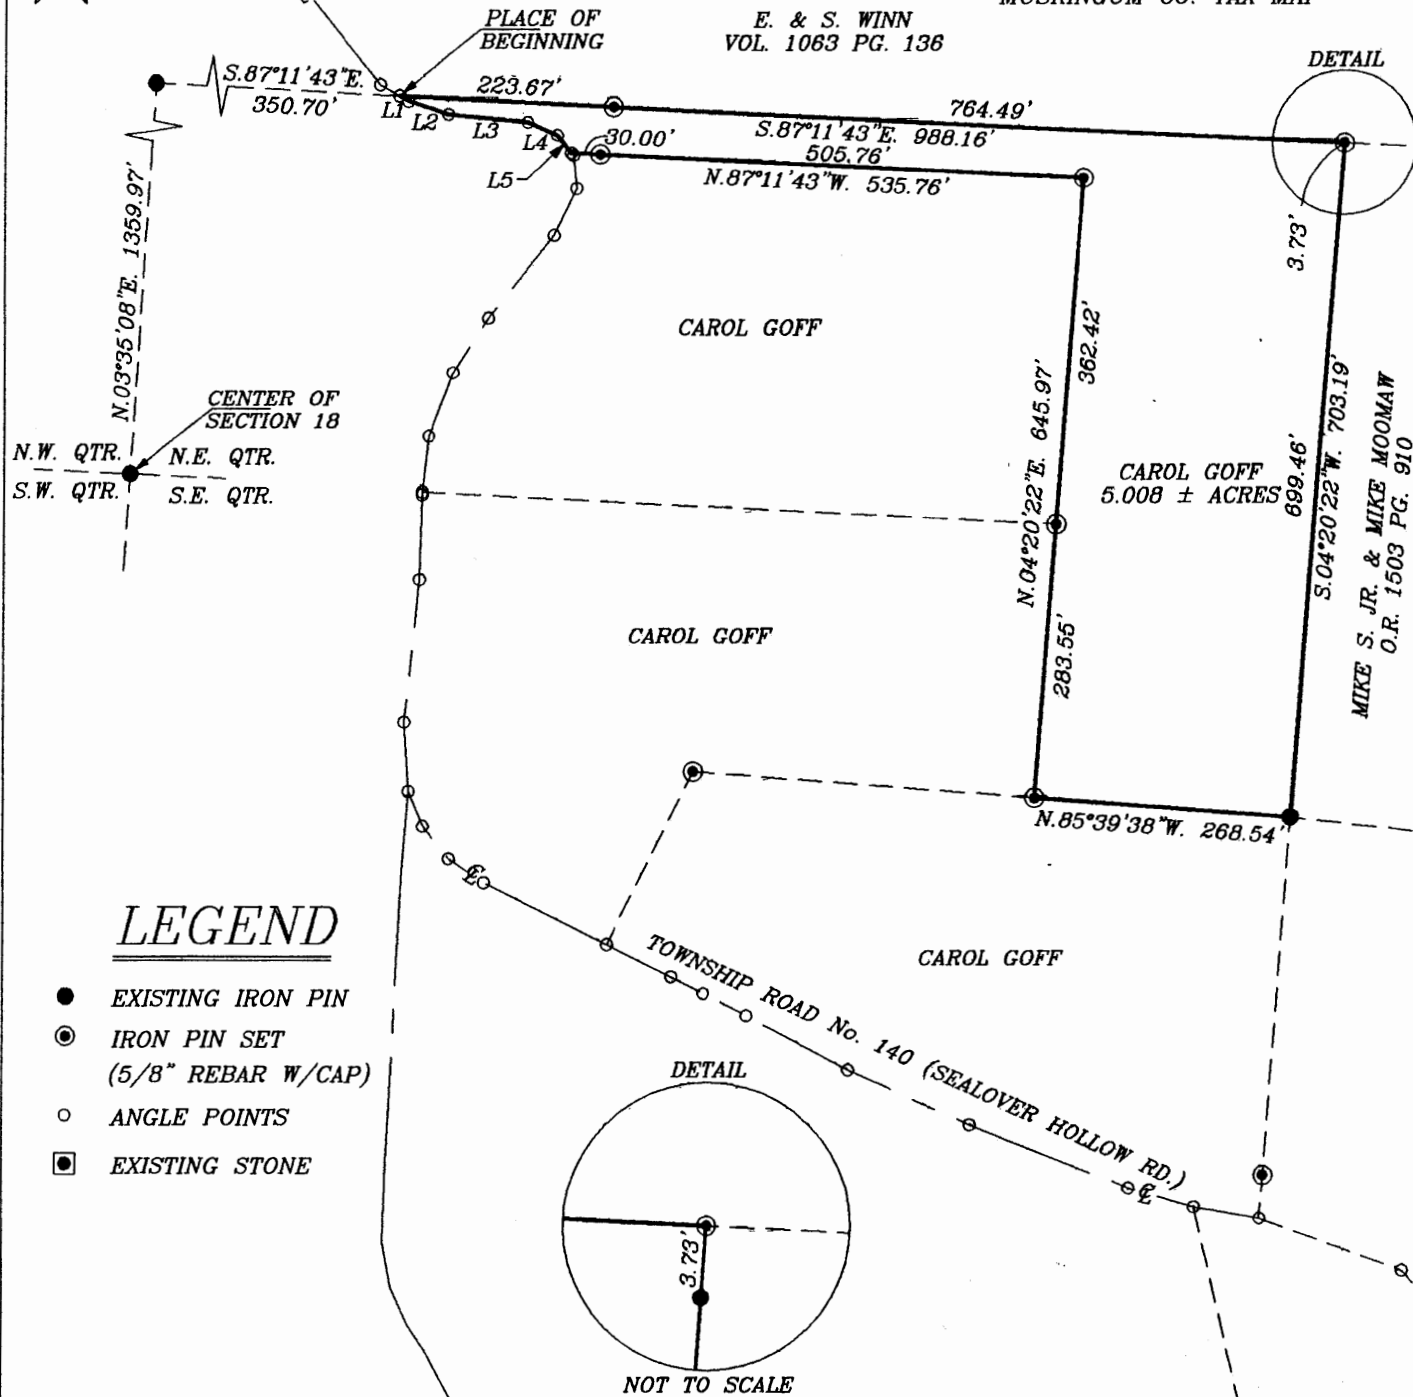 PLACE OF
BEGINNING
E. & S. WINN
VOL. 1063 PG. 136
DETAIL
S.87°11'43"E.
350.70'
223.67'
764.49'
S.87°11'43"E. 988.16'
L1
L2
L3
L4
L5
30.00'
505.76'
N.87°11'43"W. 535.76'
3.73'
N.03°35'08"E. 1359.97'
CAROL GOFF
362.42'
N.04°20'22"E. 645.97'
283.55'
CENTER OF
SECTION 18
N.W. QTR.
N.E. QTR.
S.W. QTR.
S.E. QTR.
CAROL GOFF
5.008 ± ACRES
699.46'
S.04°20'22"W. 703.19'
MIKE S. JR. & MIKE MOOMAW
O.R. 1503 PG. 910
CAROL GOFF
N.85°39'38"W. 268.54'
℄
CAROL GOFF
TOWNSHIP ROAD No. 140 (SEALOVER HOLLOW RD.)
℄
LEGEND
EXISTING IRON PIN
IRON PIN SET
(5/8" REBAR W/CAP)
ANGLE POINTS
EXISTING STONE
DETAIL
3.73'
NOT TO SCALE